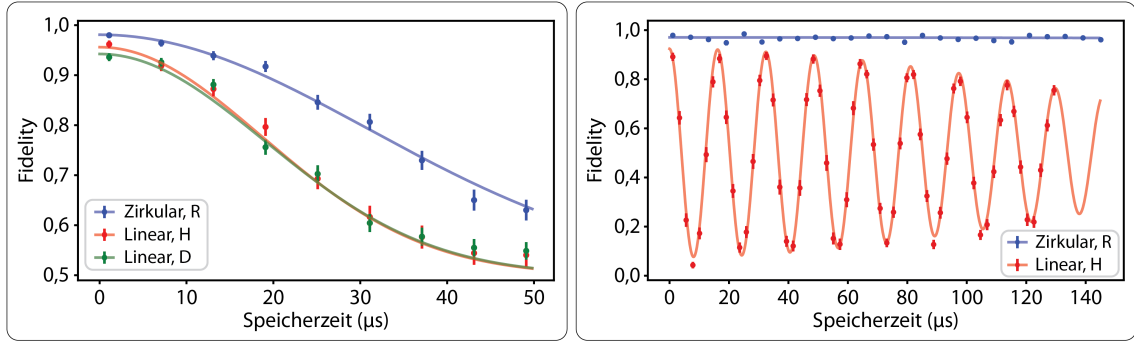 1,0
0,9
0,8
0,7
0,6
0,5
Fidelity
Zirkular, R
Linear, H
Linear, D
0 10 20 30 40 50
Speicherzeit (µs)
1,0
0,8
0,6
0,4
0,2
0,0
Fidelity
Zirkular, R
Linear, H
0 20 40 60 80 100 120 140
Speicherzeit (µs)